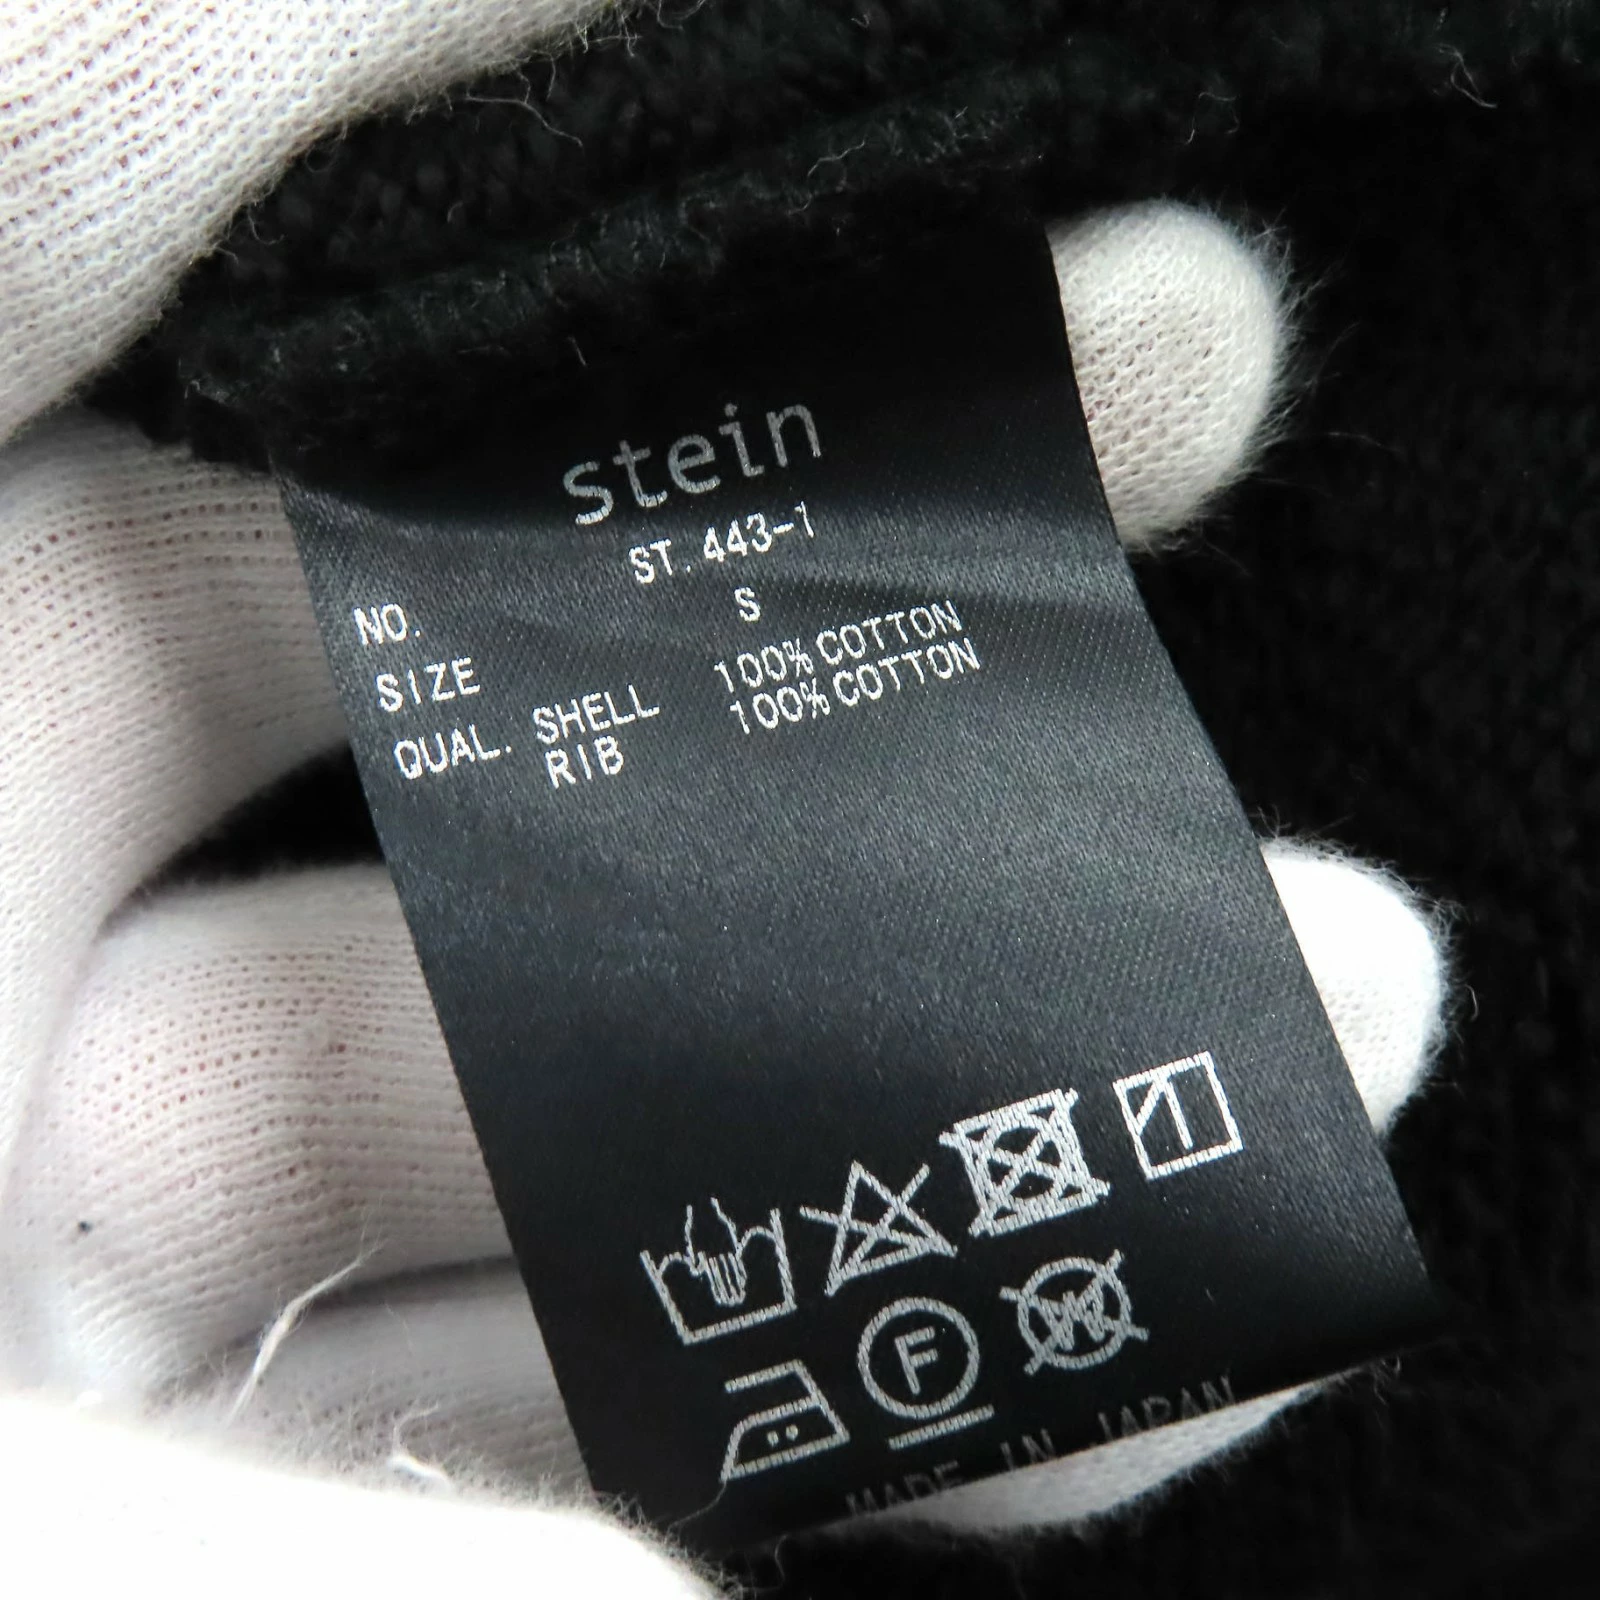 stein
NO. ST.443-1
SIZE S
QUAL. SHELL 100% COTTON
RIB 100% COTTON
F
W
MADE IN JAPAN